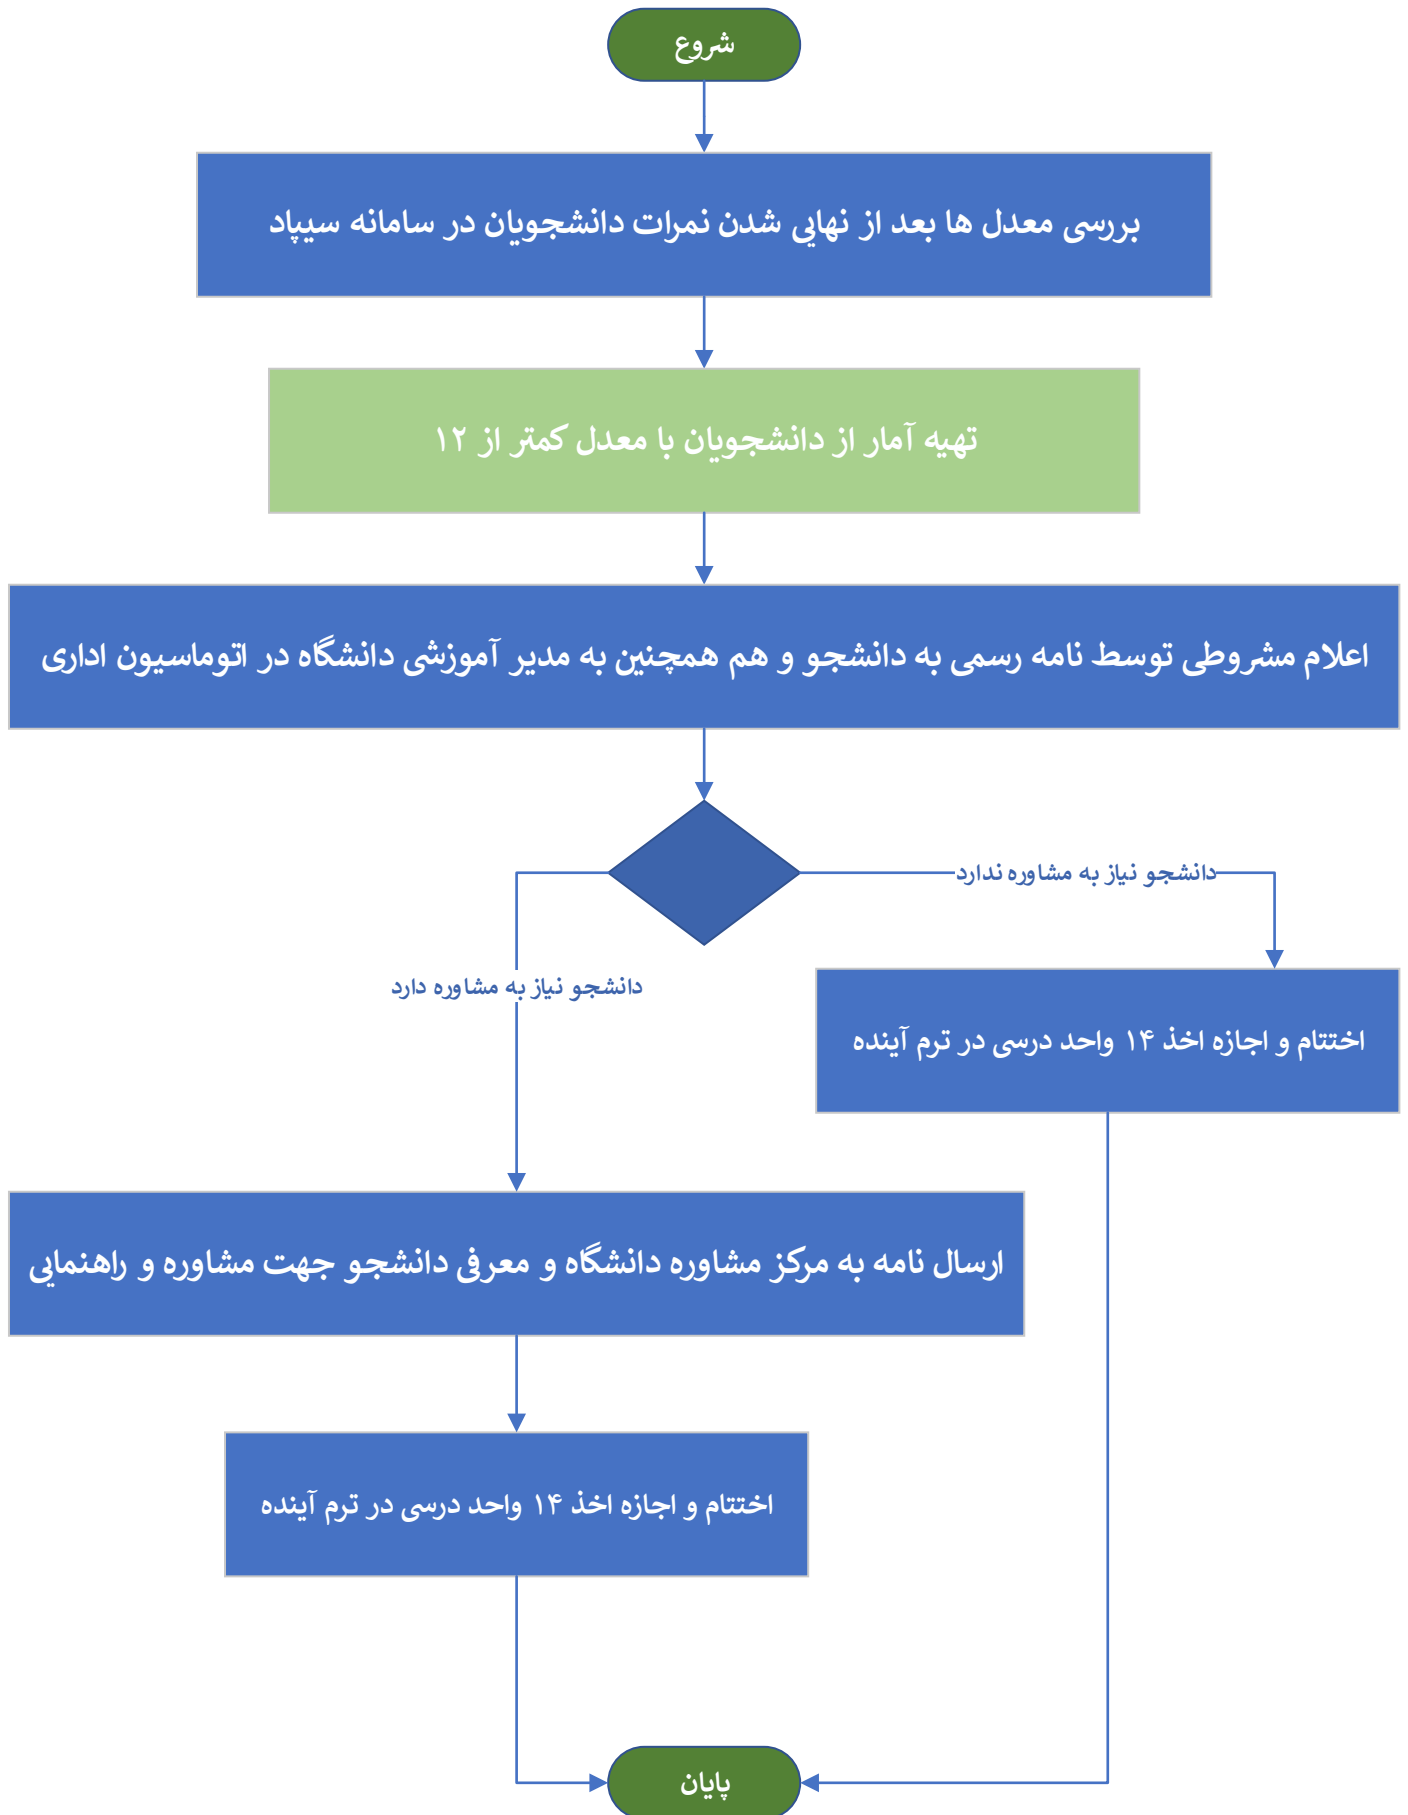 شروع
بررسی معدل ها بعد از نهایی شدن نمرات دانشجویان در سامانه سیپاد
تهیه آمار از دانشجویان با معدل کمتر از ۱۲
اعلام مشروطی توسط نامه رسمی به دانشجو و هم همچنین به مدیر آموزشی دانشگاه در اتوماسیون اداری
دانشجو نیاز به مشاوره ندارد
دانشجو نیاز به مشاوره دارد
اختتام و اجازه اخذ ۱۴ واحد درسی در ترم آینده
ارسال نامه به مرکز مشاوره دانشگاه و معرفی دانشجو جهت مشاوره و راهنمایی
اختتام و اجازه اخذ ۱۴ واحد درسی در ترم آینده
پایان